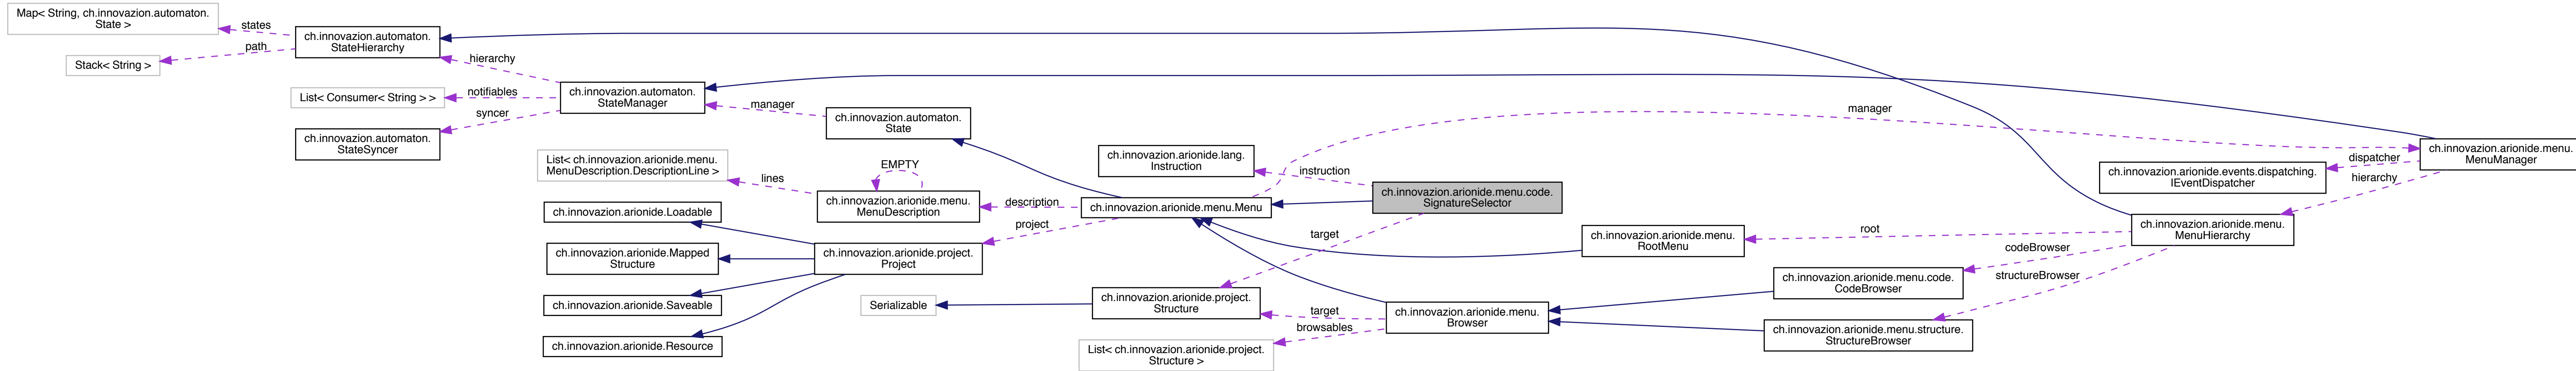 Map< String, ch.innovazion.automaton.
State >
states
ch.innovazion.automaton.
StateHierarchy
path
Stack< String >
hierarchy
List< Consumer< String > >
notifiables
ch.innovazion.automaton.
StateManager
syncer
ch.innovazion.automaton.
StateSyncer
manager
ch.innovazion.automaton.
State
List< ch.innovazion.arionide.menu.
MenuDescription.DescriptionLine >
lines
EMPTY
ch.innovazion.arionide.menu.
MenuDescription
description
ch.innovazion.arionide.Loadable
ch.innovazion.arionide.Mapped
Structure
ch.innovazion.arionide.Saveable
ch.innovazion.arionide.Resource
ch.innovazion.arionide.project.
Project
project
Serializable
ch.innovazion.arionide.lang.
Instruction
instruction
ch.innovazion.arionide.menu.Menu
ch.innovazion.arionide.menu.code.
SignatureSelector
target
ch.innovazion.arionide.project.
Structure
target
browsables
List< ch.innovazion.arionide.project.
Structure >
ch.innovazion.arionide.menu.
Browser
ch.innovazion.arionide.menu.
RootMenu
root
ch.innovazion.arionide.menu.code.
CodeBrowser
codeBrowser
structureBrowser
ch.innovazion.arionide.menu.structure.
StructureBrowser
manager
ch.innovazion.arionide.events.dispatching.
IEventDispatcher
dispatcher
hierarchy
ch.innovazion.arionide.menu.
MenuHierarchy
ch.innovazion.arionide.menu.
MenuManager